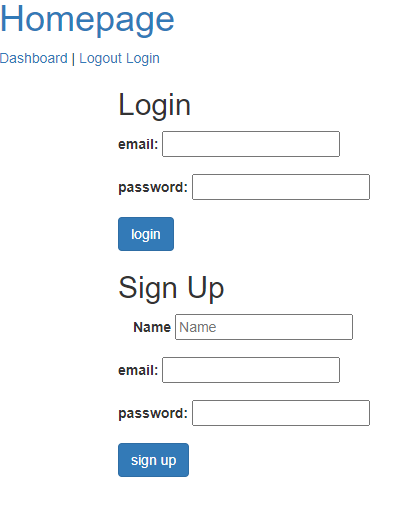 Homepage
Dashboard | Logout Login
Login
email:
password:
login
Sign Up
Name Name
email:
password:
sign up